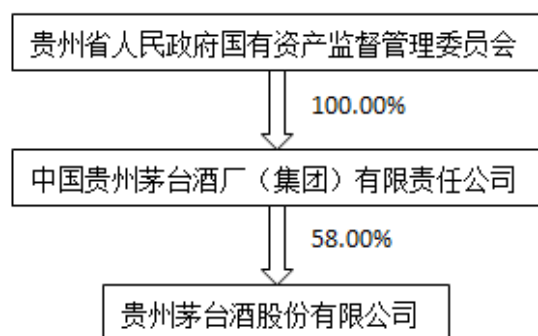 贵州省人民政府国有资产监督管理委员会
100.00%
中国贵州茅台酒厂（集团）有限责任公司
58.00%
贵州茅台酒股份有限公司